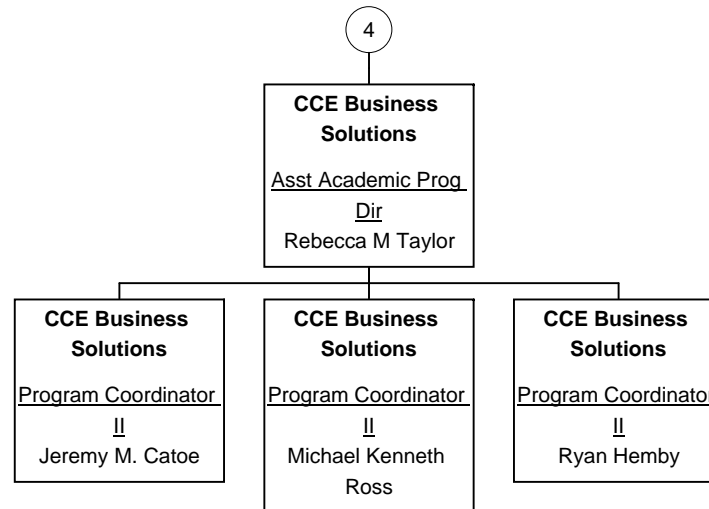 4
CCE Business
Solutions
Asst Academic Prog
Dir
Rebecca M Taylor
CCE Business
Solutions
Program Coordinator
II
Jeremy M. Catoe
CCE Business
Solutions
Program Coordinator
II
Michael Kenneth
Ross
CCE Business
Solutions
Program Coordinator
II
Ryan Hemby